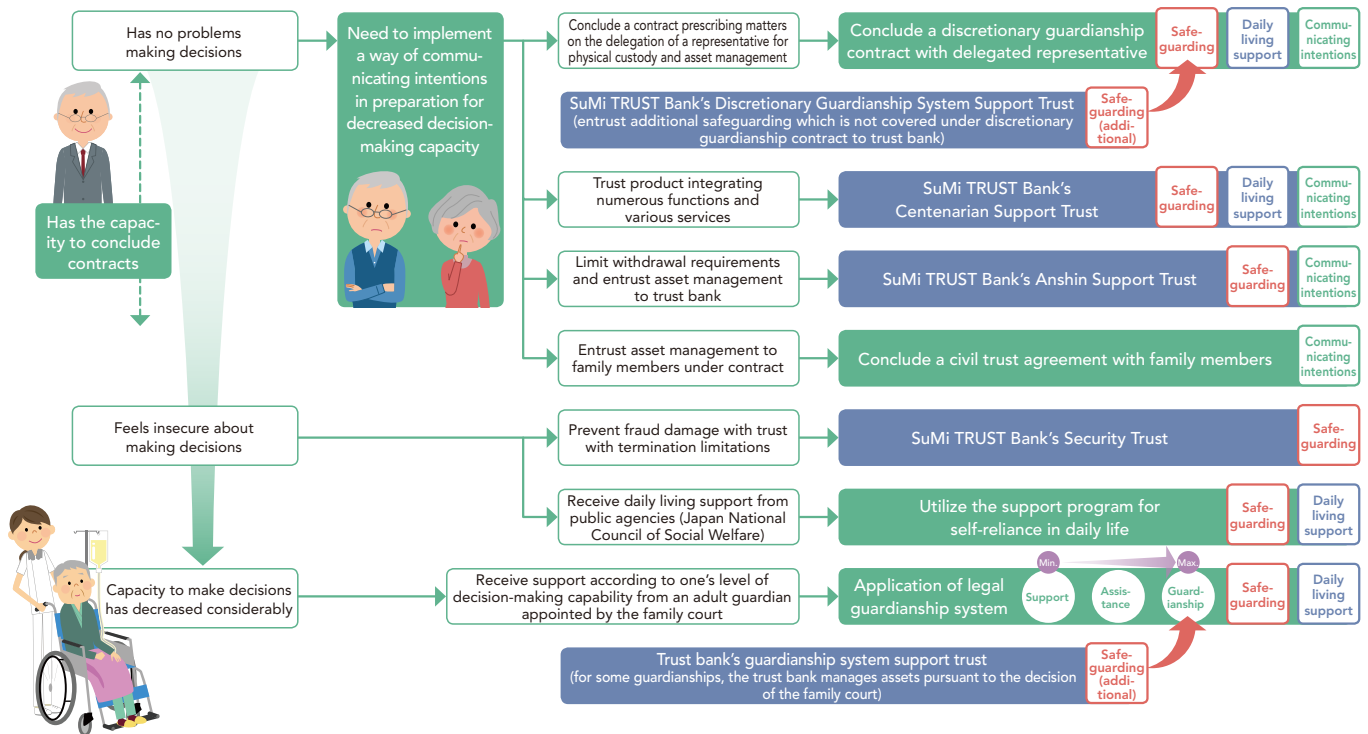 Has no problems
making decisions
Has the capac-
ity to conclude
contracts
Need to implement
a way of commu-
nicating intentions
in preparation for
decreased decision-
making capacity
Conclude a contract prescribing matters
on the delegation of a representative for
physical custody and asset management
Conclude a discretionary guardianship
contract with delegated representative
Safe-
guarding
Daily
living
support
Commu-
nicating
intentions
SuMi TRUST Bank's Discretionary Guardianship System Support Trust
(entrust additional safeguarding which is not covered under discretionary
guardianship contract to trust bank)
Safe-
guarding
(addi-
tional)
Trust product integrating
numerous functions and
various services
SuMi TRUST Bank's
Centenarian Support Trust
Safe-
guarding
Daily
living
support
Commu-
nicating
intentions
Limit withdrawal requirements
and entrust asset management
to trust bank
SuMi TRUST Bank's Anshin Support Trust
Safe-
guarding
Commu-
nicating
intentions
Entrust asset management to
family members under contract
Conclude a civil trust agreement with family members
Commu-
nicating
intentions
Feels insecure about
making decisions
Prevent fraud damage with trust
with termination limitations
SuMi TRUST Bank's Security Trust
Safe-
guarding
Receive daily living support from
public agencies (Japan National
Council of Social Welfare)
Utilize the support program for
self-reliance in daily life
Safe-
guarding
Daily
living
support
Capacity to make decisions
has decreased considerably
Receive support according to one's level of
decision-making capability from an adult guardian
appointed by the family court
Application of legal
guardianship system
Min.
Max.
Support
Assis-
tance
Guard-
ianship
Safe-
guarding
Daily
living
support
Trust bank's guardianship system support trust
(for some guardianships, the trust bank manages assets pursuant to the decision
of the family court)
Safe-
guarding
(addi-
tional)